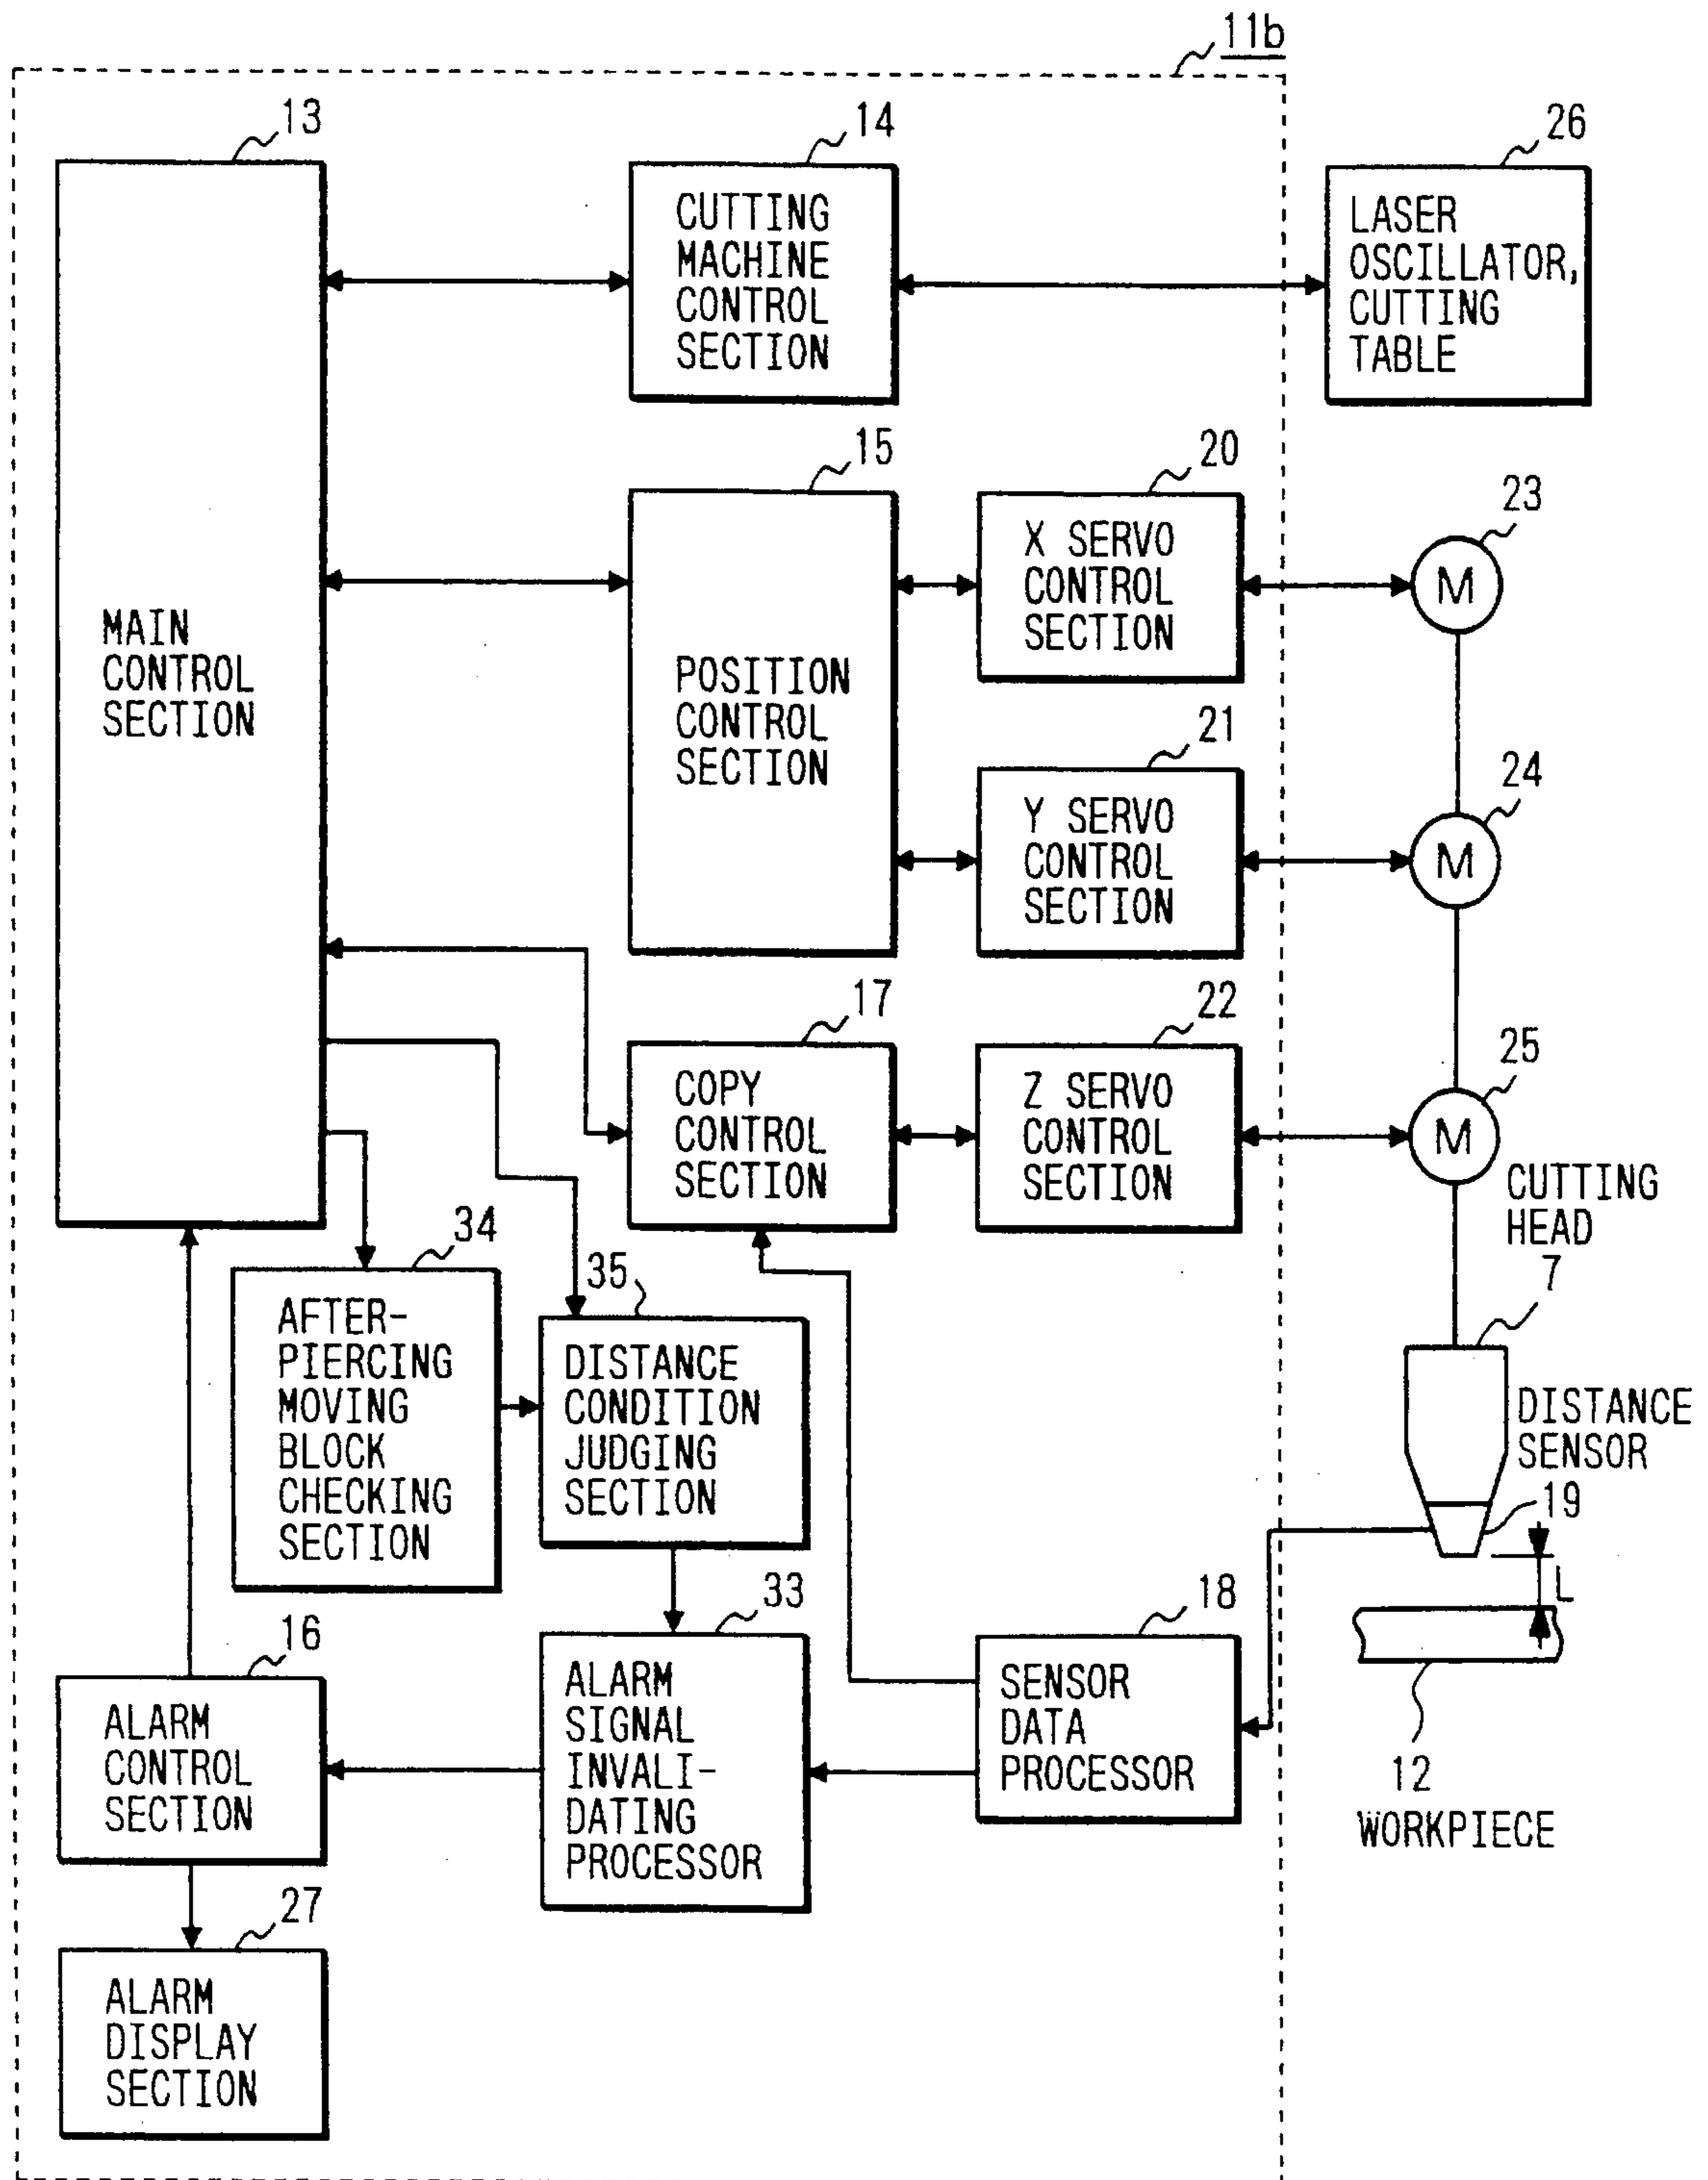 11b
13
14
26
CUTTING
MACHINE
CONTROL
SECTION
LASER
OSCILLATOR,
CUTTING
TABLE
15
20
23
X SERVO
CONTROL
SECTION
M
MAIN
CONTROL
SECTION
POSITION
CONTROL
SECTION
21
24
Y SERVO
CONTROL
SECTION
M
17
22
25
COPY
CONTROL
SECTION
Z SERVO
CONTROL
SECTION
M
CUTTING
HEAD
7
34
35
AFTER-
PIERCING
MOVING
BLOCK
CHECKING
SECTION
DISTANCE
CONDITION
JUDGING
SECTION
DISTANCE
SENSOR
19
L
16
33
18
ALARM
CONTROL
SECTION
ALARM
SIGNAL
INVALI-
DATING
PROCESSOR
SENSOR
DATA
PROCESSOR
12
WORKPIECE
27
ALARM
DISPLAY
SECTION